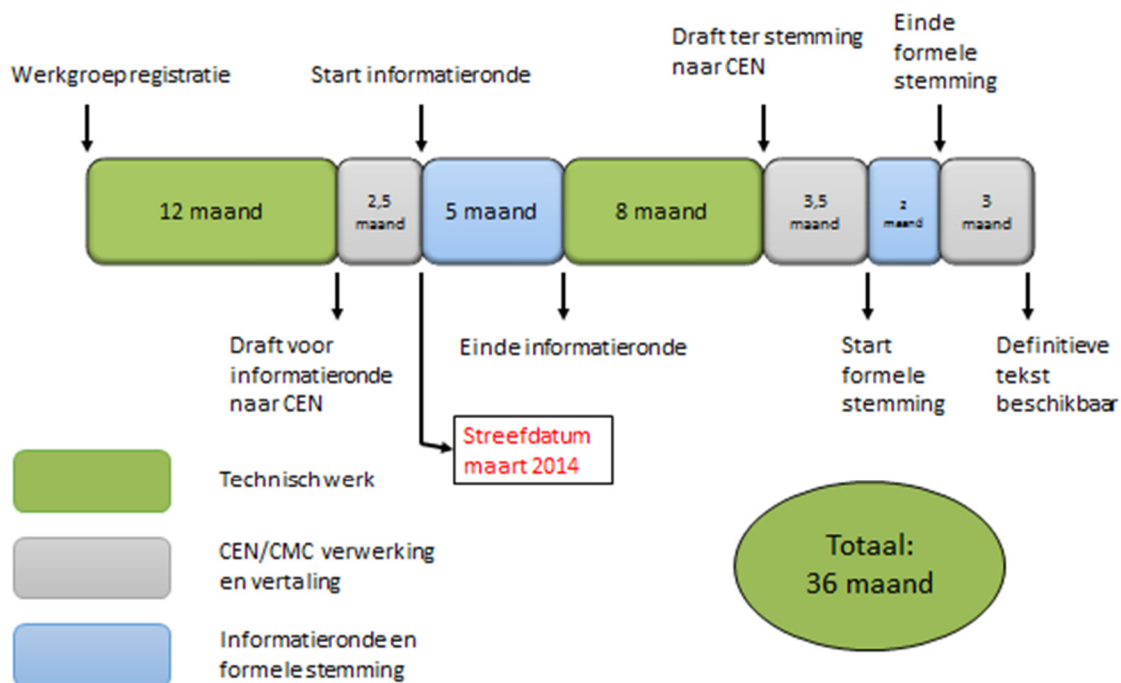 Werkgroepregistratie
Start informatieronde
Draft ter stemming
naar CEN
Einde
formele
stemming
12 maand
2,5
maand
5 maand
8 maand
3,5
maand
2
maand
3
maand
Draft voor
informatieronde
naar CEN
Einde informatieronde
Start
formele
stemming
Definitieve
tekst
beschikbaar
Streefdatum
maart 2014
Technisch werk
CEN/CMC verwerking
en vertaling
Informatieronde en
formele stemming
Totaal:
36 maand